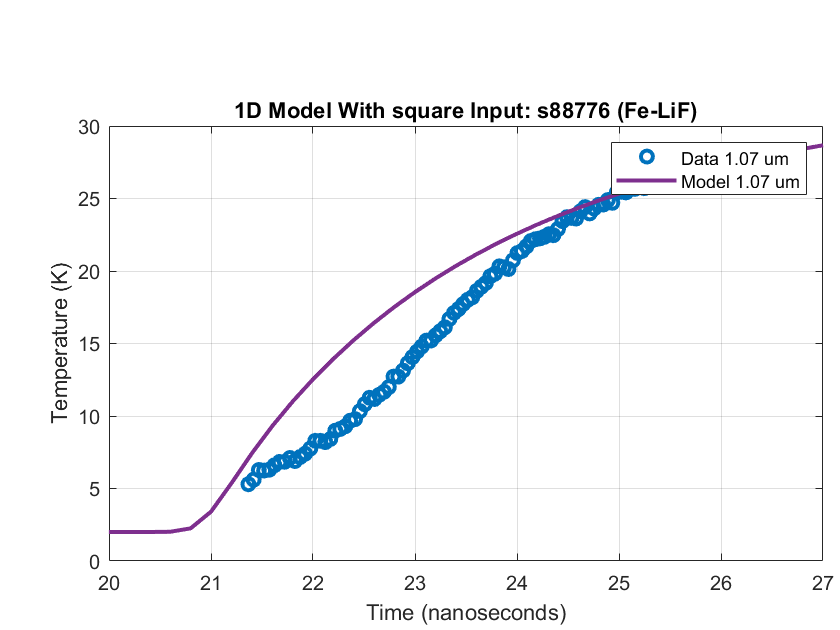 1D Model With square Input: s88776 (Fe-LiF)
30
25
20
15
10
5
0
Temperature (K)
Data 1.07 um
Model 1.07 um
20 21 22 23 24 25 26 27
Time (nanoseconds)